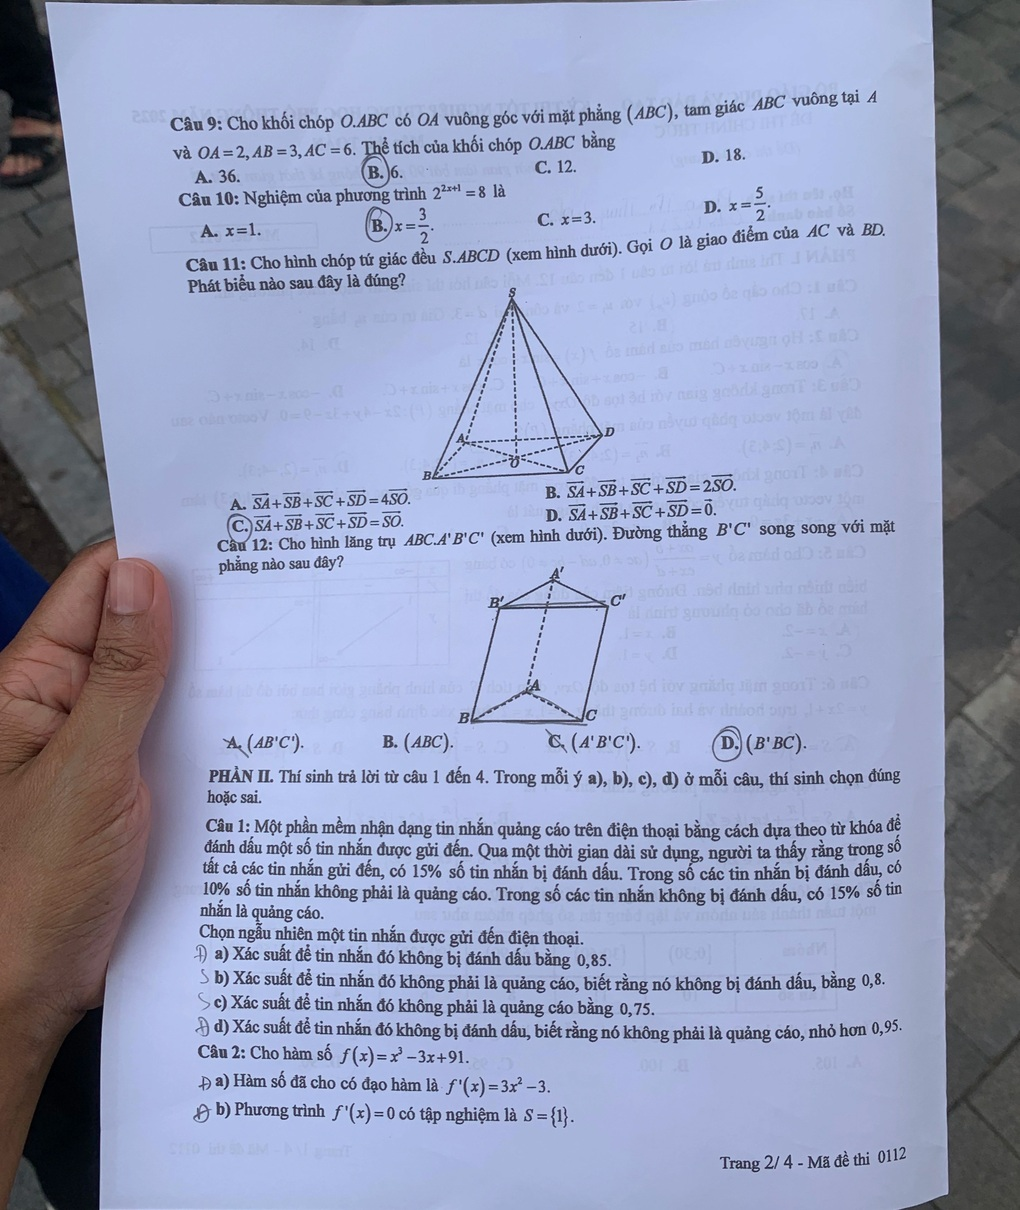 Câu 9: Cho khối chóp O.ABC có OA vuông góc với mặt phẳng (ABC), tam giác ABC vuông tại A
và OA = 2, AB = 3, AC = 6. Thể tích của khối chóp O.ABC bằng
A. 36. B. 6. C. 12. D. 18.
Câu 10: Nghiệm của phương trình 2^{2x+1} = 8 là
A. x = 1. B. x = 3/2. C. x = 3. D. x = 5/2.
Câu 11: Cho hình chóp tứ giác đều S.ABCD (xem hình dưới). Gọi O là giao điểm của AC và BD.
Phát biểu nào sau đây là đúng?
S
A
D
O
B
C
A. SA + SB + SC + SD = 4SO.
B. SA + SB + SC + SD = 2SO.
C. SA + SB + SC + SD = SO.
D. SA + SB + SC + SD = 0.
Câu 12: Cho hình lăng trụ ABC.A'B'C' (xem hình dưới). Đường thẳng B'C' song song với mặt
phẳng nào sau đây?
A'
B'
C'
A
B
C
A. (AB'C'). B. (ABC). C. (A'B'C'). D. (B'BC).
PHẦN II. Thí sinh trả lời từ câu 1 đến 4. Trong mỗi ý a), b), c), d) ở mỗi câu, thí sinh chọn đúng
hoặc sai.
Câu 1: Một phần mềm nhận dạng tin nhắn quảng cáo trên điện thoại bằng cách dựa theo từ khóa để
đánh dấu một số tin nhắn được gửi đến. Qua một thời gian dài sử dụng, người ta thấy rằng trong số
tất cả các tin nhắn gửi đến, có 15% số tin nhắn bị đánh dấu. Trong số các tin nhắn bị đánh dấu, có
10% số tin nhắn không phải là quảng cáo. Trong số các tin nhắn không bị đánh dấu, có 15% số tin
nhắn là quảng cáo.
Chọn ngẫu nhiên một tin nhắn được gửi đến điện thoại.
Đ a) Xác suất để tin nhắn đó không bị đánh dấu bằng 0,85.
S b) Xác suất để tin nhắn đó không phải là quảng cáo, biết rằng nó không bị đánh dấu, bằng 0,8.
S c) Xác suất để tin nhắn đó không phải là quảng cáo bằng 0,75.
Đ d) Xác suất để tin nhắn đó không bị đánh dấu, biết rằng nó không phải là quảng cáo, nhỏ hơn 0,95.
Câu 2: Cho hàm số f(x) = x³ − 3x + 91.
Đ a) Hàm số đã cho có đạo hàm là f'(x) = 3x² − 3.
Đ b) Phương trình f'(x) = 0 có tập nghiệm là S = {1}.
Trang 2/ 4 - Mã đề thi 0112